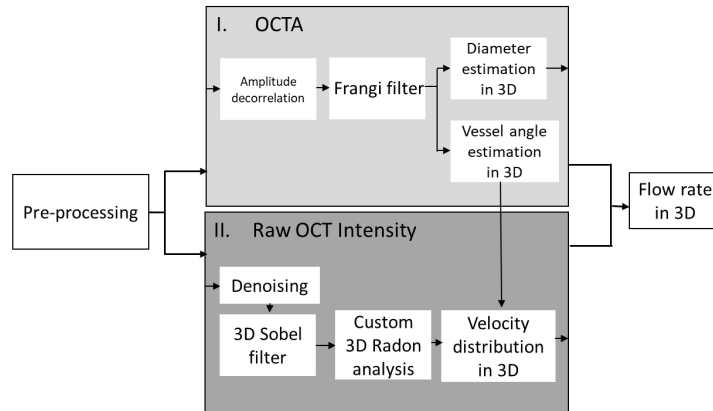 I. OCTA
Amplitude
decorrelation
Frangi filter
Diameter
estimation
in 3D
Vessel angle
estimation
in 3D
Pre-processing
Flow rate
in 3D
II. Raw OCT Intensity
Denoising
3D Sobel
filter
Custom
3D Radon
analysis
Velocity
distribution
in 3D